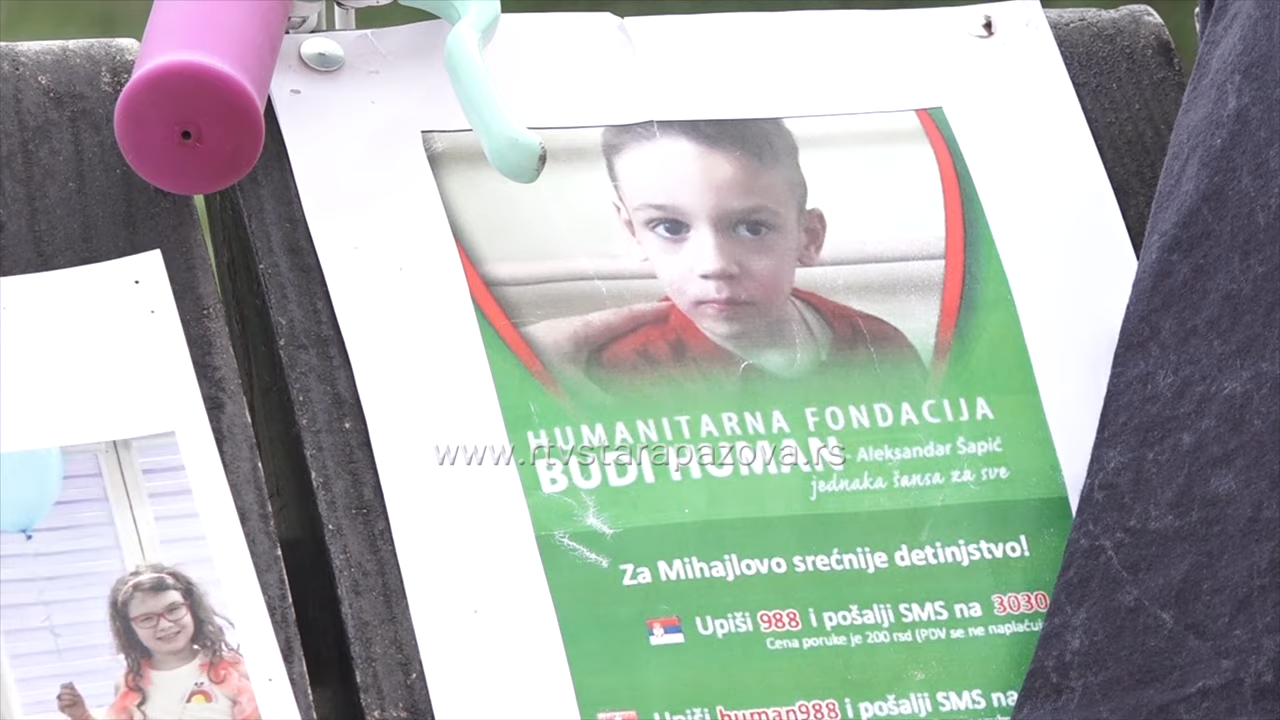 HUMANITARNA FONDACIJA
BUDI HUMAN - Aleksandar Šapić
jednaka šansa za sve
www.rtvstarapazova.rs
Za Mihajlovo srećnije detinjstvo!
Upiši 988 i pošalji SMS na 3030
Cena poruke je 200 rsd (PDV se ne naplaćuje
Upiši human988 i pošalji SMS na